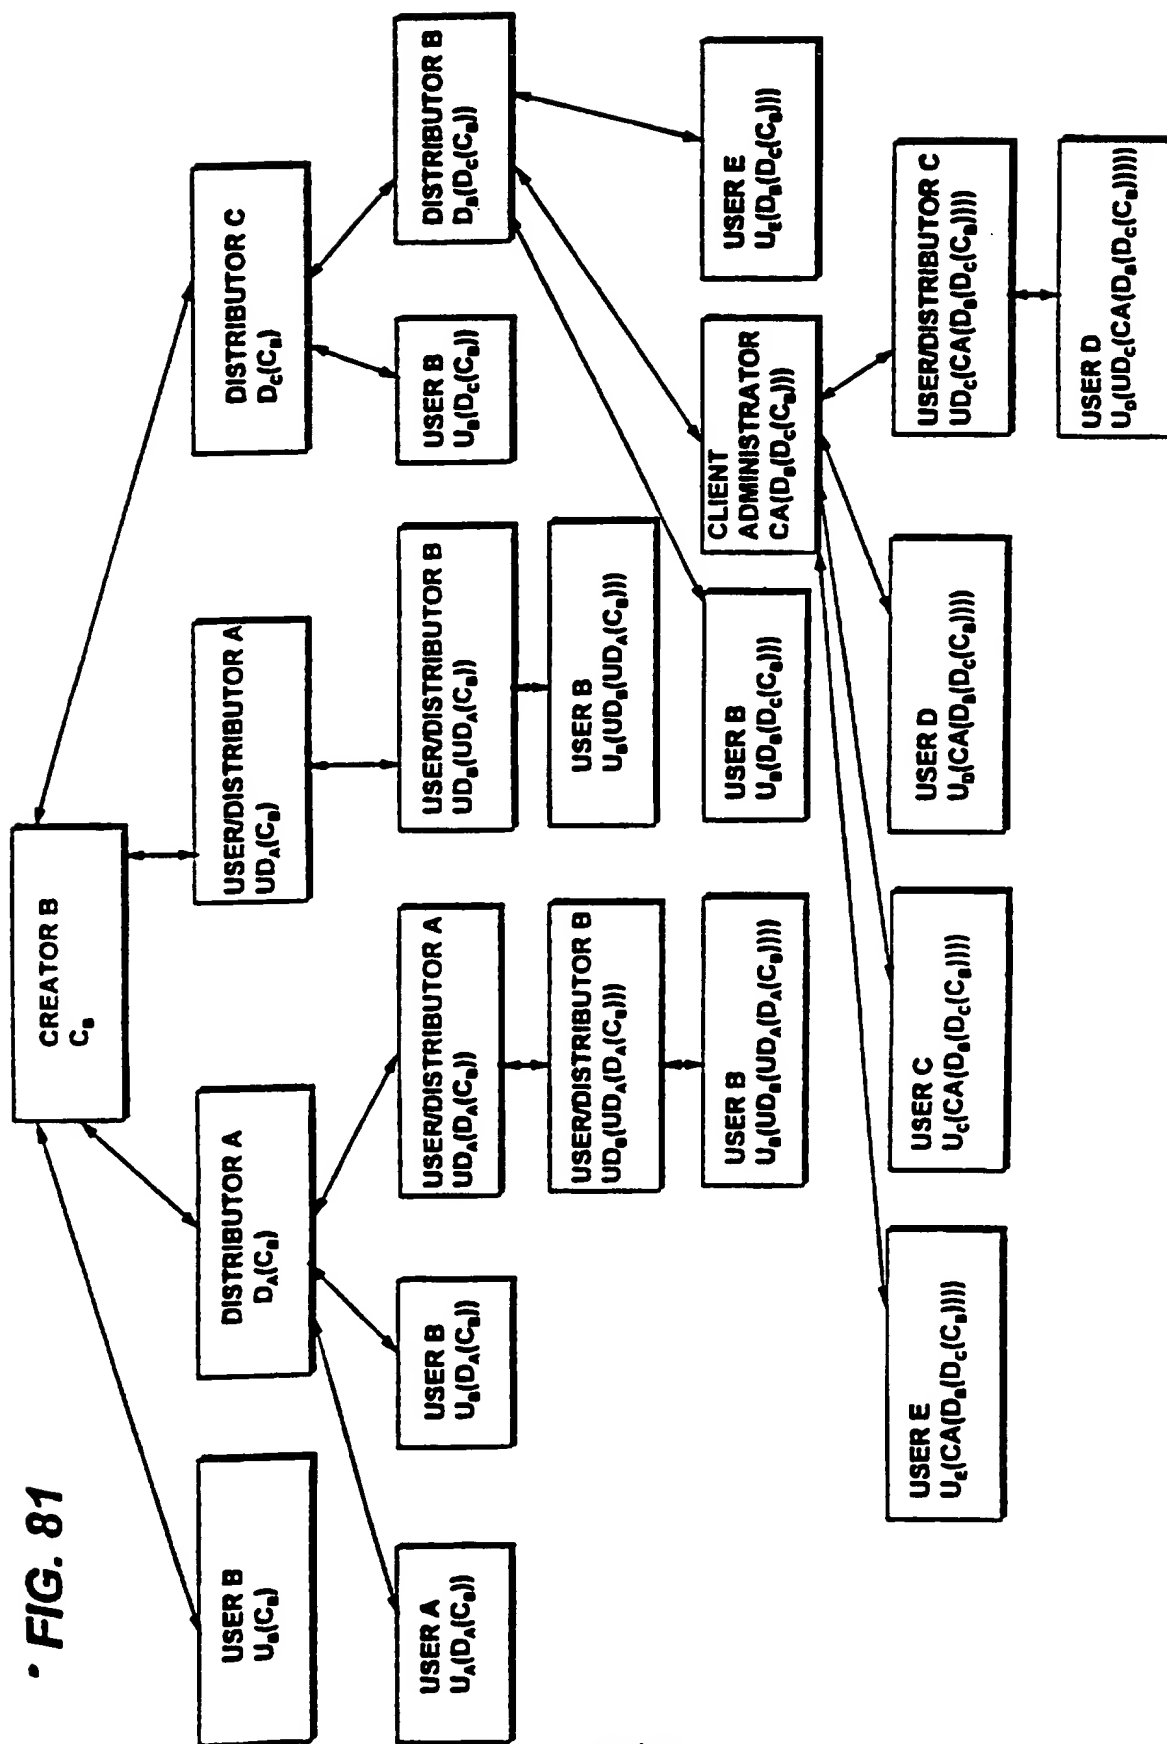 FIG. 81
CREATOR B
C_B
USER B
U_B(C_B)
DISTRIBUTOR A
D_A(C_B)
USER/DISTRIBUTOR A
UD_A(C_B)
DISTRIBUTOR C
D_C(C_B)
USER A
U_A(D_A(C_B))
USER B
U_B(D_A(C_B))
USER/DISTRIBUTOR A
UD_A(D_A(C_B))
USER/DISTRIBUTOR B
UD_B(UD_A(C_B))
USER B
U_B(D_C(C_B))
DISTRIBUTOR B
D_B(D_C(C_B))
USER/DISTRIBUTOR B
UD_B(UD_A(D_A(C_B)))
USER B
U_B(UD_B(UD_A(C_B)))
USER B
U_B(UD_B(UD_A(D_A(C_B))))
USER B
U_B(D_B(D_C(C_B)))
CLIENT
ADMINISTRATOR
CA(D_B(D_C(C_B)))
USER E
U_E(D_B(D_C(C_B)))
USER E
U_E(CA(D_B(D_C(C_B))))
USER C
U_C(CA(D_B(D_C(C_B))))
USER D
U_D(CA(D_B(D_C(C_B))))
USER/DISTRIBUTOR C
UD_C(CA(D_B(D_C(C_B))))
USER D
U_D(UD_C(CA(D_B(D_C(C_B)))))